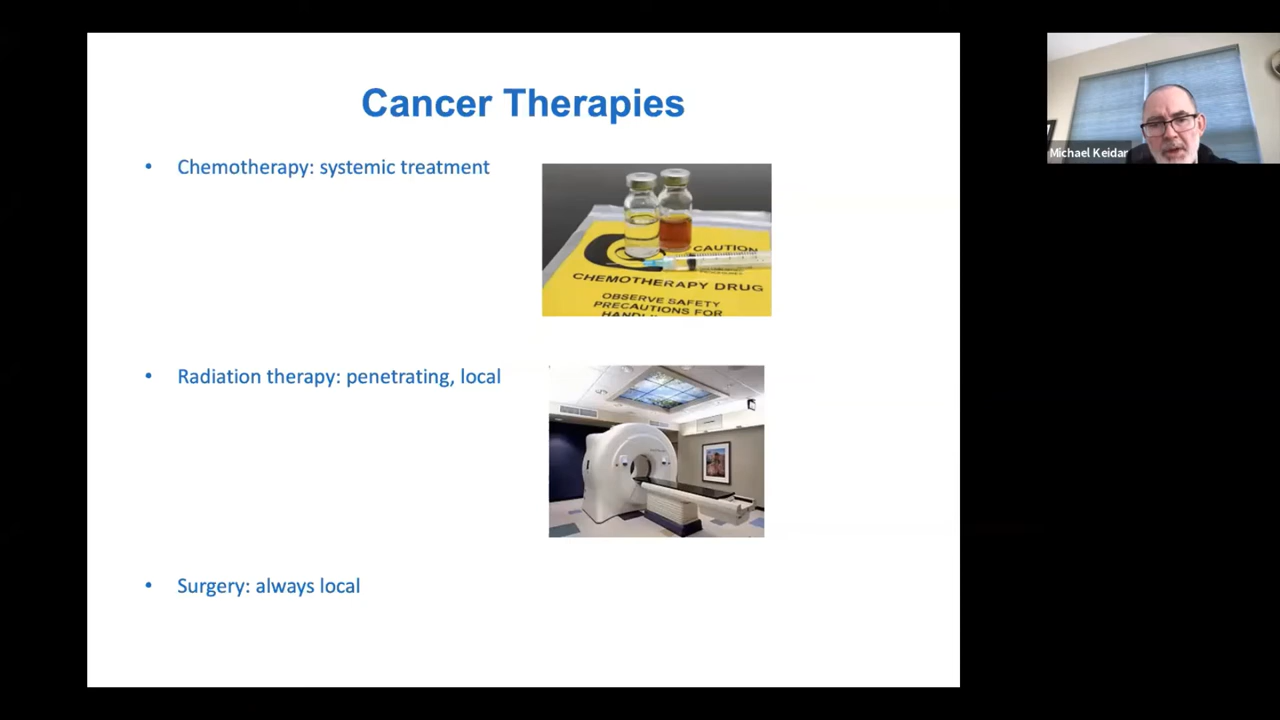 Cancer Therapies
• Chemotherapy: systemic treatment
CAUTION
CHEMOTHERAPY DRUG
OBSERVE SAFETY
PRECAUTIONS FOR
• Radiation therapy: penetrating, local
• Surgery: always local
Michael Keidar